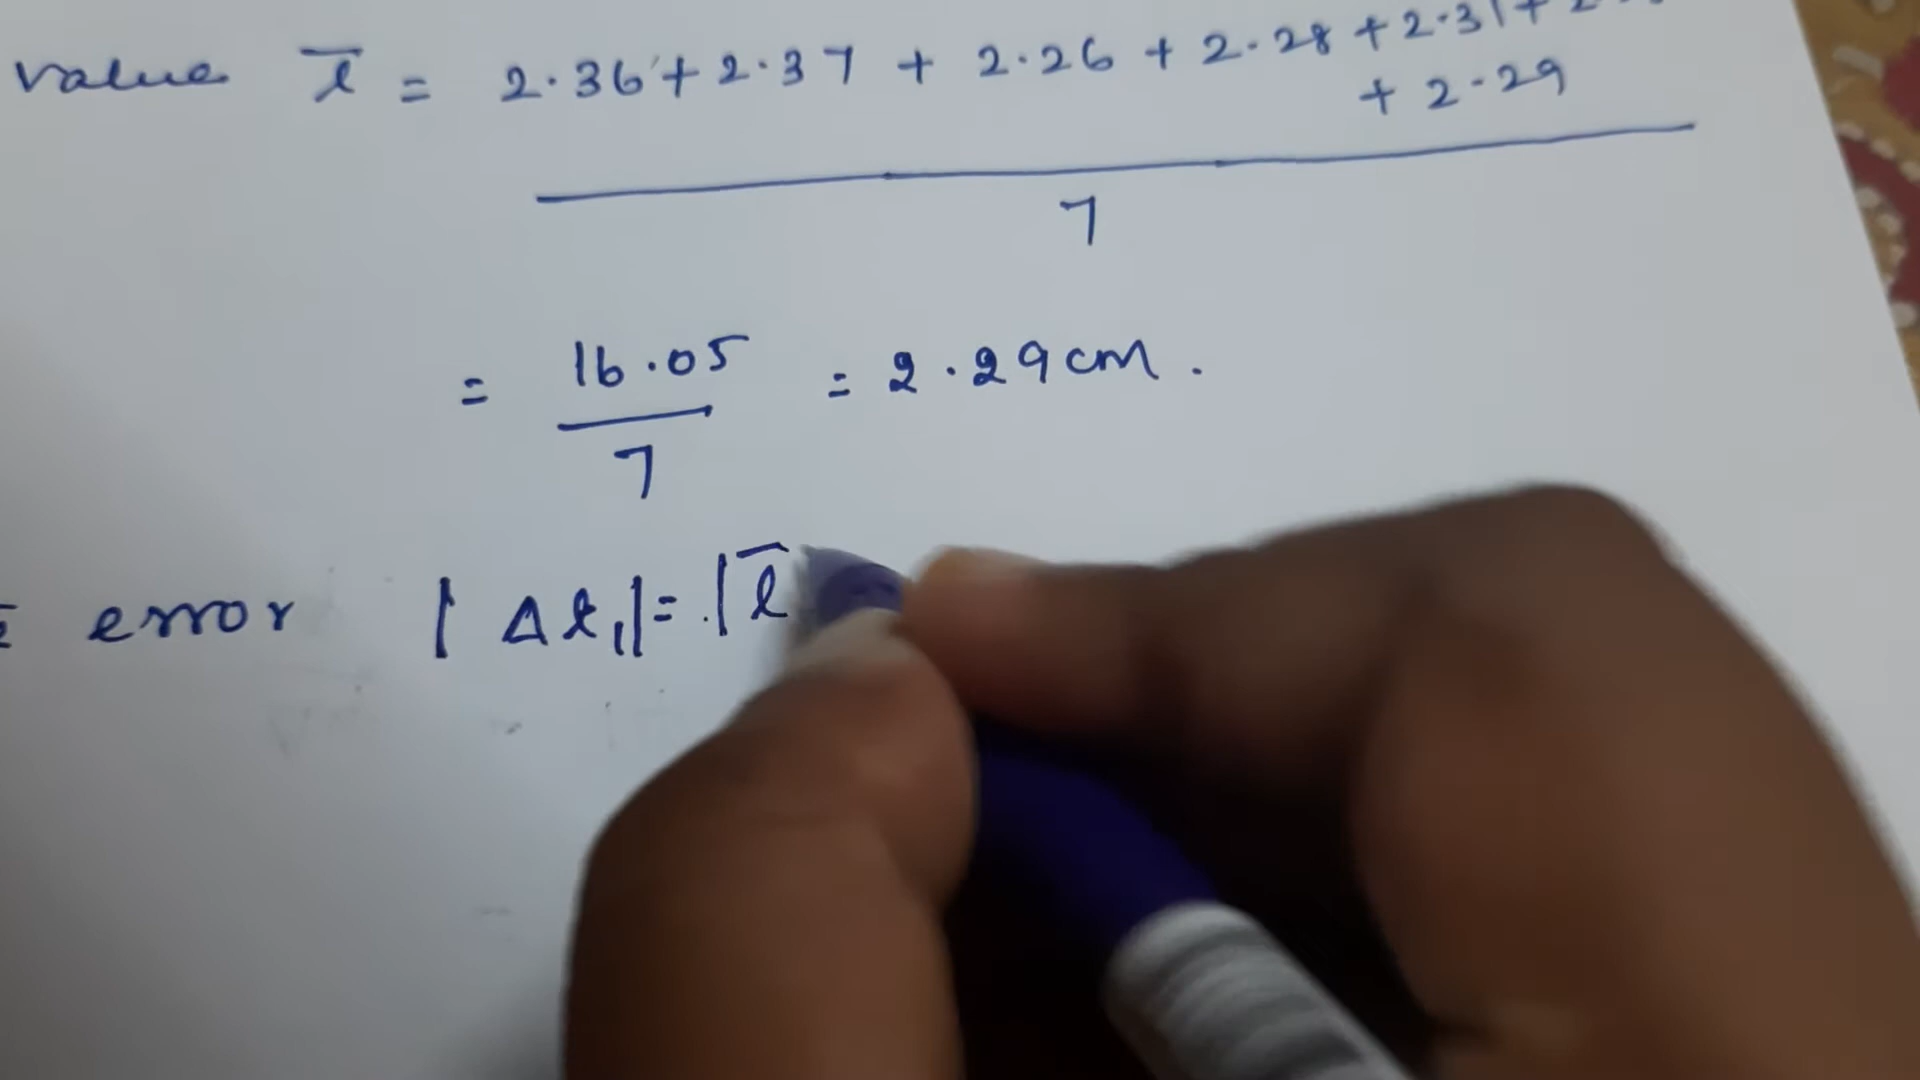 value l̅ = 2.36 + 2.37 + 2.26 + 2.28 + 2.31 +
+ 2.29
7
= 16.05 = 2.29 cm.
7
error |Δl₁| = |l̅